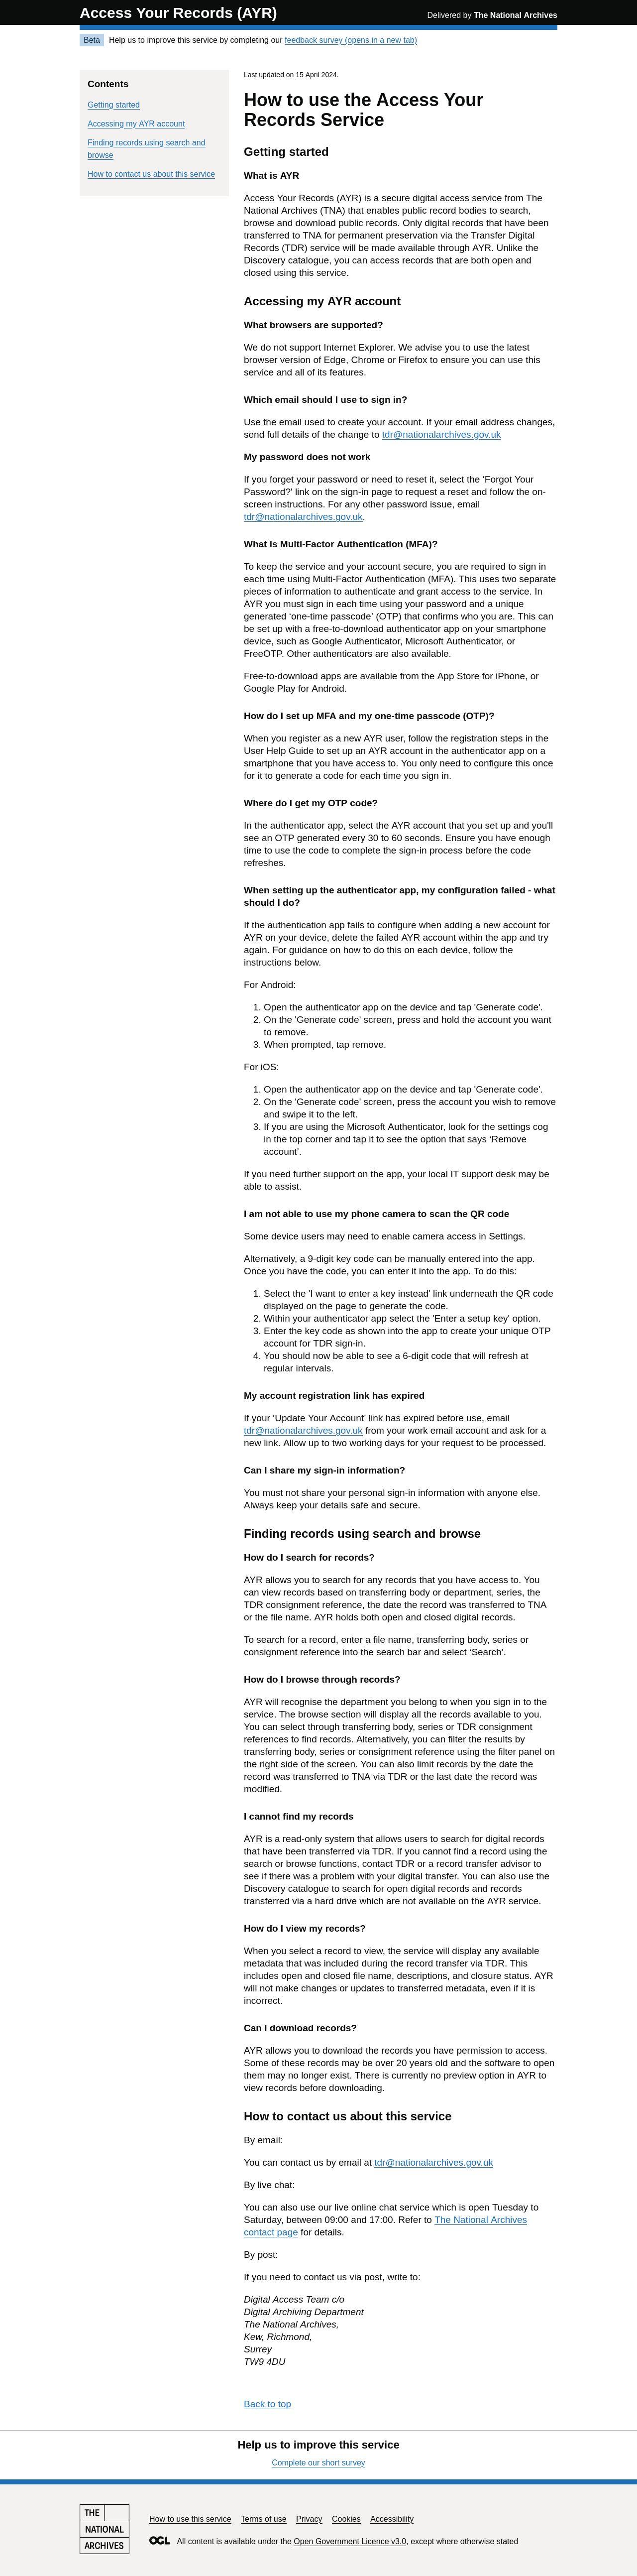 Access Your Records (AYR)
Delivered by The National Archives
Beta Help us to improve this service by completing our feedback survey (opens in a new tab)
Contents
Getting started
Accessing my AYR account
Finding records using search and
browse
How to contact us about this service
Last updated on 15 April 2024.
How to use the Access Your
Records Service
Getting started
What is AYR
Access Your Records (AYR) is a secure digital access service from The
National Archives (TNA) that enables public record bodies to search,
browse and download public records. Only digital records that have been
transferred to TNA for permanent preservation via the Transfer Digital
Records (TDR) service will be made available through AYR. Unlike the
Discovery catalogue, you can access records that are both open and
closed using this service.
Accessing my AYR account
What browsers are supported?
We do not support Internet Explorer. We advise you to use the latest
browser version of Edge, Chrome or Firefox to ensure you can use this
service and all of its features.
Which email should I use to sign in?
Use the email used to create your account. If your email address changes,
send full details of the change to tdr@nationalarchives.gov.uk
My password does not work
If you forget your password or need to reset it, select the ‘Forgot Your
Password?' link on the sign-in page to request a reset and follow the on-
screen instructions. For any other password issue, email
tdr@nationalarchives.gov.uk.
What is Multi-Factor Authentication (MFA)?
To keep the service and your account secure, you are required to sign in
each time using Multi-Factor Authentication (MFA). This uses two separate
pieces of information to authenticate and grant access to the service. In
AYR you must sign in each time using your password and a unique
generated ‘one-time passcode’ (OTP) that confirms who you are. This can
be set up with a free-to-download authenticator app on your smartphone
device, such as Google Authenticator, Microsoft Authenticator, or
FreeOTP. Other authenticators are also available.
Free-to-download apps are available from the App Store for iPhone, or
Google Play for Android.
How do I set up MFA and my one-time passcode (OTP)?
When you register as a new AYR user, follow the registration steps in the
User Help Guide to set up an AYR account in the authenticator app on a
smartphone that you have access to. You only need to configure this once
for it to generate a code for each time you sign in.
Where do I get my OTP code?
In the authenticator app, select the AYR account that you set up and you'll
see an OTP generated every 30 to 60 seconds. Ensure you have enough
time to use the code to complete the sign-in process before the code
refreshes.
When setting up the authenticator app, my configuration failed - what
should I do?
If the authentication app fails to configure when adding a new account for
AYR on your device, delete the failed AYR account within the app and try
again. For guidance on how to do this on each device, follow the
instructions below.
For Android:
1. Open the authenticator app on the device and tap 'Generate code'.
2. On the 'Generate code' screen, press and hold the account you want
to remove.
3. When prompted, tap remove.
For iOS:
1. Open the authenticator app on the device and tap 'Generate code'.
2. On the 'Generate code' screen, press the account you wish to remove
and swipe it to the left.
3. If you are using the Microsoft Authenticator, look for the settings cog
in the top corner and tap it to see the option that says ‘Remove
account’.
If you need further support on the app, your local IT support desk may be
able to assist.
I am not able to use my phone camera to scan the QR code
Some device users may need to enable camera access in Settings.
Alternatively, a 9-digit key code can be manually entered into the app.
Once you have the code, you can enter it into the app. To do this:
1. Select the 'I want to enter a key instead' link underneath the QR code
displayed on the page to generate the code.
2. Within your authenticator app select the 'Enter a setup key' option.
3. Enter the key code as shown into the app to create your unique OTP
account for TDR sign-in.
4. You should now be able to see a 6-digit code that will refresh at
regular intervals.
My account registration link has expired
If your ‘Update Your Account’ link has expired before use, email
tdr@nationalarchives.gov.uk from your work email account and ask for a
new link. Allow up to two working days for your request to be processed.
Can I share my sign-in information?
You must not share your personal sign-in information with anyone else.
Always keep your details safe and secure.
Finding records using search and browse
How do I search for records?
AYR allows you to search for any records that you have access to. You
can view records based on transferring body or department, series, the
TDR consignment reference, the date the record was transferred to TNA
or the file name. AYR holds both open and closed digital records.
To search for a record, enter a file name, transferring body, series or
consignment reference into the search bar and select ‘Search’.
How do I browse through records?
AYR will recognise the department you belong to when you sign in to the
service. The browse section will display all the records available to you.
You can select through transferring body, series or TDR consignment
references to find records. Alternatively, you can filter the results by
transferring body, series or consignment reference using the filter panel on
the right side of the screen. You can also limit records by the date the
record was transferred to TNA via TDR or the last date the record was
modified.
I cannot find my records
AYR is a read-only system that allows users to search for digital records
that have been transferred via TDR. If you cannot find a record using the
search or browse functions, contact TDR or a record transfer advisor to
see if there was a problem with your digital transfer. You can also use the
Discovery catalogue to search for open digital records and records
transferred via a hard drive which are not available on the AYR service.
How do I view my records?
When you select a record to view, the service will display any available
metadata that was included during the record transfer via TDR. This
includes open and closed file name, descriptions, and closure status. AYR
will not make changes or updates to transferred metadata, even if it is
incorrect.
Can I download records?
AYR allows you to download the records you have permission to access.
Some of these records may be over 20 years old and the software to open
them may no longer exist. There is currently no preview option in AYR to
view records before downloading.
How to contact us about this service
By email:
You can contact us by email at tdr@nationalarchives.gov.uk
By live chat:
You can also use our live online chat service which is open Tuesday to
Saturday, between 09:00 and 17:00. Refer to The National Archives
contact page for details.
By post:
If you need to contact us via post, write to:
Digital Access Team c/o
Digital Archiving Department
The National Archives,
Kew, Richmond,
Surrey
TW9 4DU
Back to top
Help us to improve this service
Complete our short survey
THE
NATIONAL
ARCHIVES
How to use this service Terms of use Privacy Cookies Accessibility
OGL All content is available under the Open Government Licence v3.0, except where otherwise stated